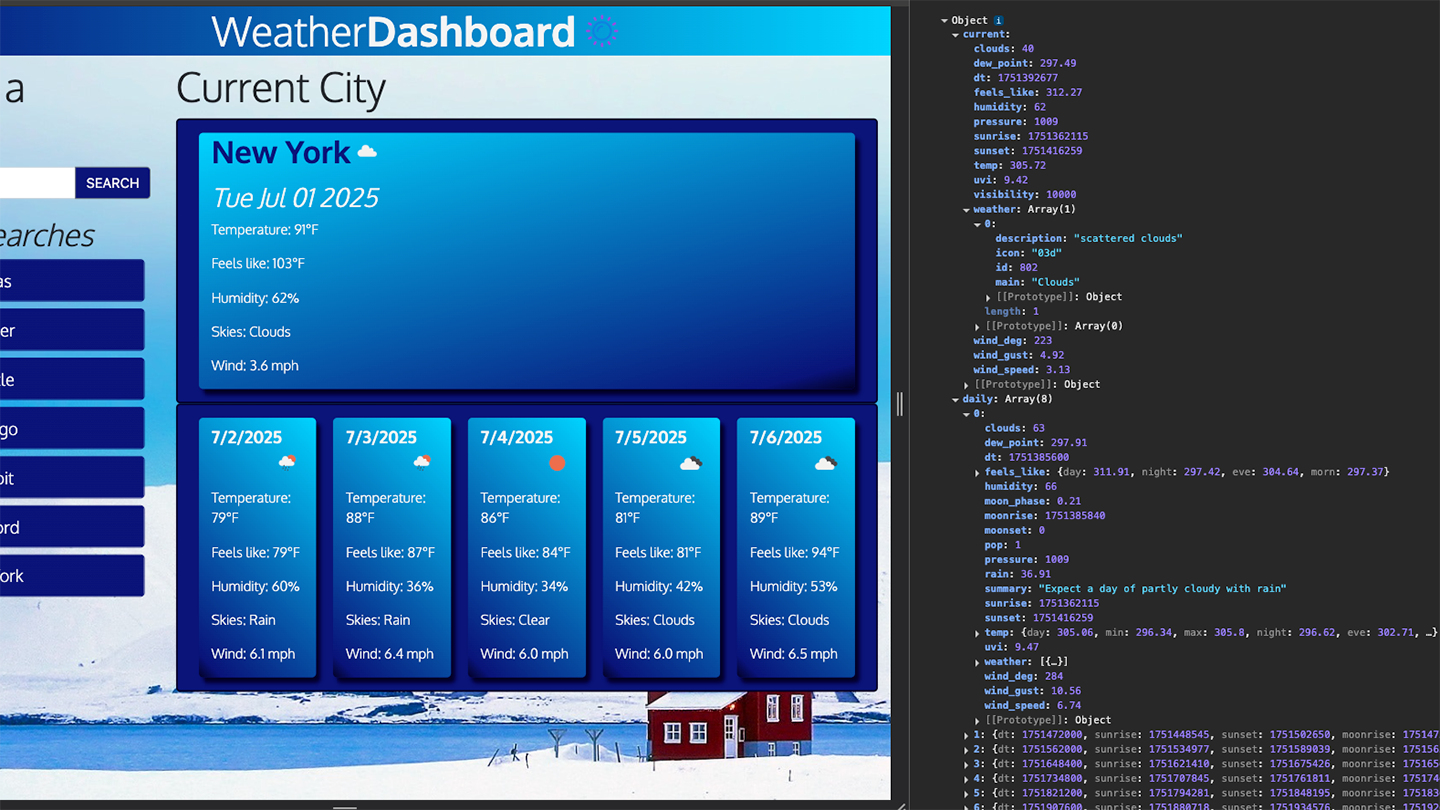 WeatherDashboard
a
Current City
SEARCH
earches
as
er
tle
go
oit
ord
ork
New York
Tue Jul 01 2025
Temperature: 91°F
Feels like: 103°F
Humidity: 62%
Skies: Clouds
Wind: 3.6 mph
7/2/2025
Temperature:
79°F
Feels like: 79°F
Humidity: 60%
Skies: Rain
Wind: 6.1 mph
7/3/2025
Temperature:
88°F
Feels like: 87°F
Humidity: 36%
Skies: Rain
Wind: 6.4 mph
7/4/2025
Temperature:
86°F
Feels like: 84°F
Humidity: 34%
Skies: Clear
Wind: 6.0 mph
7/5/2025
Temperature:
81°F
Feels like: 81°F
Humidity: 42%
Skies: Clouds
Wind: 6.0 mph
7/6/2025
Temperature:
89°F
Feels like: 94°F
Humidity: 53%
Skies: Clouds
Wind: 6.5 mph
Object i
current:
clouds: 40
dew_point: 297.49
dt: 1751392677
feels_like: 312.27
humidity: 62
pressure: 1009
sunrise: 1751362115
sunset: 1751416259
temp: 305.72
uvi: 9.42
visibility: 10000
weather: Array(1)
0:
description: "scattered clouds"
icon: "03d"
id: 802
main: "Clouds"
[[Prototype]]: Object
length: 1
[[Prototype]]: Array(0)
wind_deg: 223
wind_gust: 4.92
wind_speed: 3.13
[[Prototype]]: Object
daily: Array(8)
0:
clouds: 63
dew_point: 297.91
dt: 1751385600
feels_like: {day: 311.91, night: 297.42, eve: 304.64, morn: 297.37}
humidity: 66
moon_phase: 0.21
moonrise: 1751385840
moonset: 0
pop: 1
pressure: 1009
rain: 36.91
summary: "Expect a day of partly cloudy with rain"
sunrise: 1751362115
sunset: 1751416259
temp: {day: 305.06, min: 296.34, max: 305.8, night: 296.62, eve: 302.71, …}
uvi: 9.47
weather: [{…}]
wind_deg: 284
wind_gust: 10.56
wind_speed: 6.74
[[Prototype]]: Object
1: {dt: 1751472000, sunrise: 1751448545, sunset: 1751502650, moonrise: 17514
2: {dt: 1751562000, sunrise: 1751534977, sunset: 1751589039, moonrise: 17515
3: {dt: 1751648400, sunrise: 1751621410, sunset: 1751675426, moonrise: 17516
4: {dt: 1751734800, sunrise: 1751707845, sunset: 1751761811, moonrise: 17517
5: {dt: 1751821200, sunrise: 1751794281, sunset: 1751848195, moonrise: 17518
6: {dt: 1751907600, sunrise: 1751880718, sunset: 1751934576, moonrise: 17519